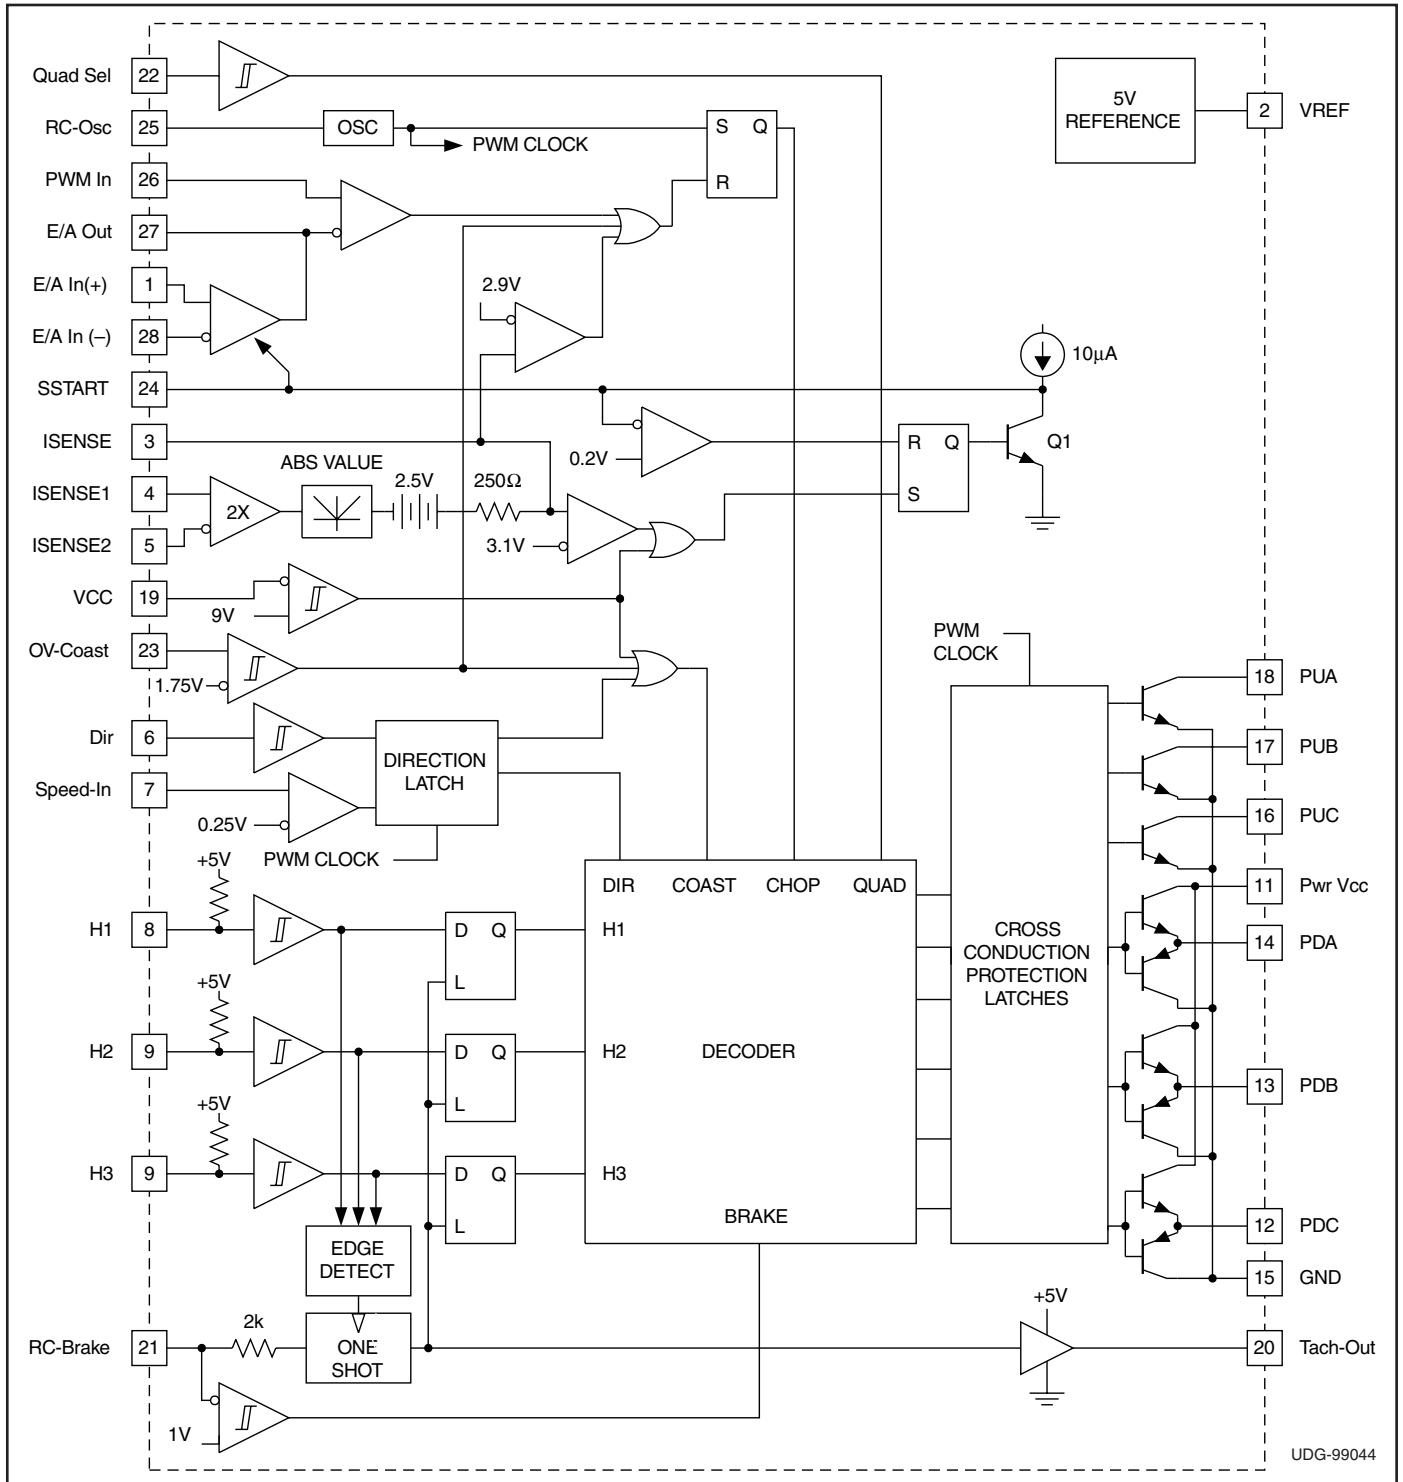 Quad Sel 22
5V
REFERENCE
2 VREF
RC-Osc 25
OSC
PWM CLOCK
S Q
R
PWM In 26
E/A Out 27
E/A In(+) 1
2.9V
E/A In (–) 28
10µA
SSTART 24
ISENSE 3
0.2V
R Q
S
Q1
ABS VALUE
2.5V
250Ω
ISENSE1 4
2X
ISENSE2 5
3.1V
VCC 19
9V
OV-Coast 23
1.75V
PWM
CLOCK
18 PUA
Dir 6
DIRECTION
LATCH
17 PUB
Speed-In 7
0.25V
16 PUC
PWM CLOCK
+5V
DIR COAST CHOP QUAD
11 Pwr Vcc
H1 8
D Q
L
H1
CROSS
CONDUCTION
PROTECTION
LATCHES
14 PDA
+5V
H2 9
D Q
L
H2
DECODER
13 PDB
+5V
H3 9
D Q
L
H3
BRAKE
12 PDC
EDGE
DETECT
15 GND
+5V
RC-Brake 21
2k
ONE
SHOT
20 Tach-Out
1V
UDG-99044